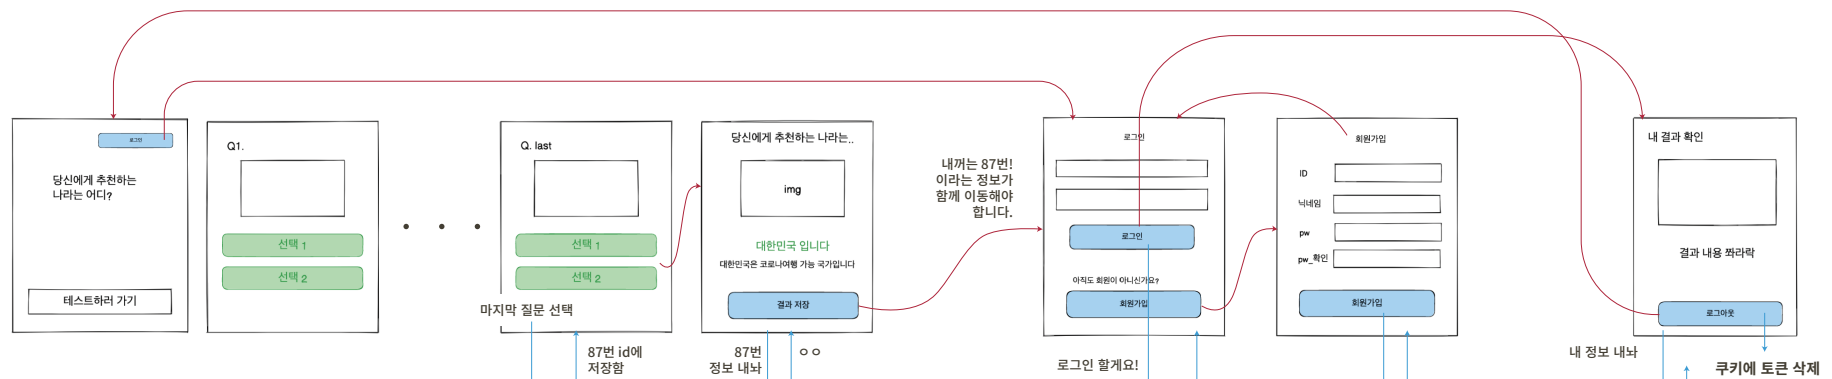 로그인
당신에게 추천하는
나라는 어디?
테스트하러 가기
Q1.
선택 1
선택 2
Q. last
선택 1
선택 2
마지막 질문 선택
87번 id에
저장함
당신에게 추천하는 나라는..
img
대한민국 입니다
대한민국은 코로나여행 가능 국가입니다
결과 저장
87번
정보 내놔
ㅇㅇ
내꺼는 87번!
이라는 정보가
함께 이동해야
합니다.
로그인
로그인
아직도 회원이 아니신가요?
회원가입
로그인 할게요!
회원가입
ID
닉네임
pw
pw_확인
회원가입
내 결과 확인
결과 내용 쫘라락
로그아웃
내 정보 내놔
쿠키에 토큰 삭제